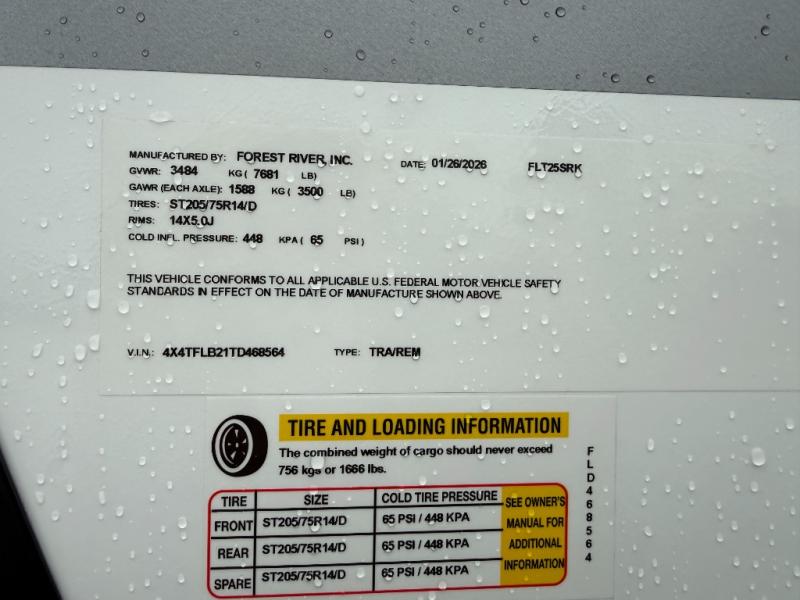 MANUFACTURED BY: FOREST RIVER, INC. DATE: 01/26/2026 FLT25SRK
GVWR: 3484 KG ( 7681 LB)
GAWR (EACH AXLE): 1588 KG ( 3500 LB)
TIRES: ST205/75R14/D
RIMS: 14X5.0J
COLD INFL. PRESSURE: 448 KPA ( 65 PSI )
THIS VEHICLE CONFORMS TO ALL APPLICABLE U.S. FEDERAL MOTOR VEHICLE SAFETY
STANDARDS IN EFFECT ON THE DATE OF MANUFACTURE SHOWN ABOVE.
V.I.N.: 4X4TFLB21TD468564 TYPE: TRA/REM
TIRE AND LOADING INFORMATION
The combined weight of cargo should never exceed
756 kgs or 1666 lbs.
TIRE SIZE COLD TIRE PRESSURE
FRONT ST205/75R14/D 65 PSI / 448 KPA
REAR ST205/75R14/D 65 PSI / 448 KPA
SPARE ST205/75R14/D 65 PSI / 448 KPA
SEE OWNER'S
MANUAL FOR
ADDITIONAL
INFORMATION
FLD468564